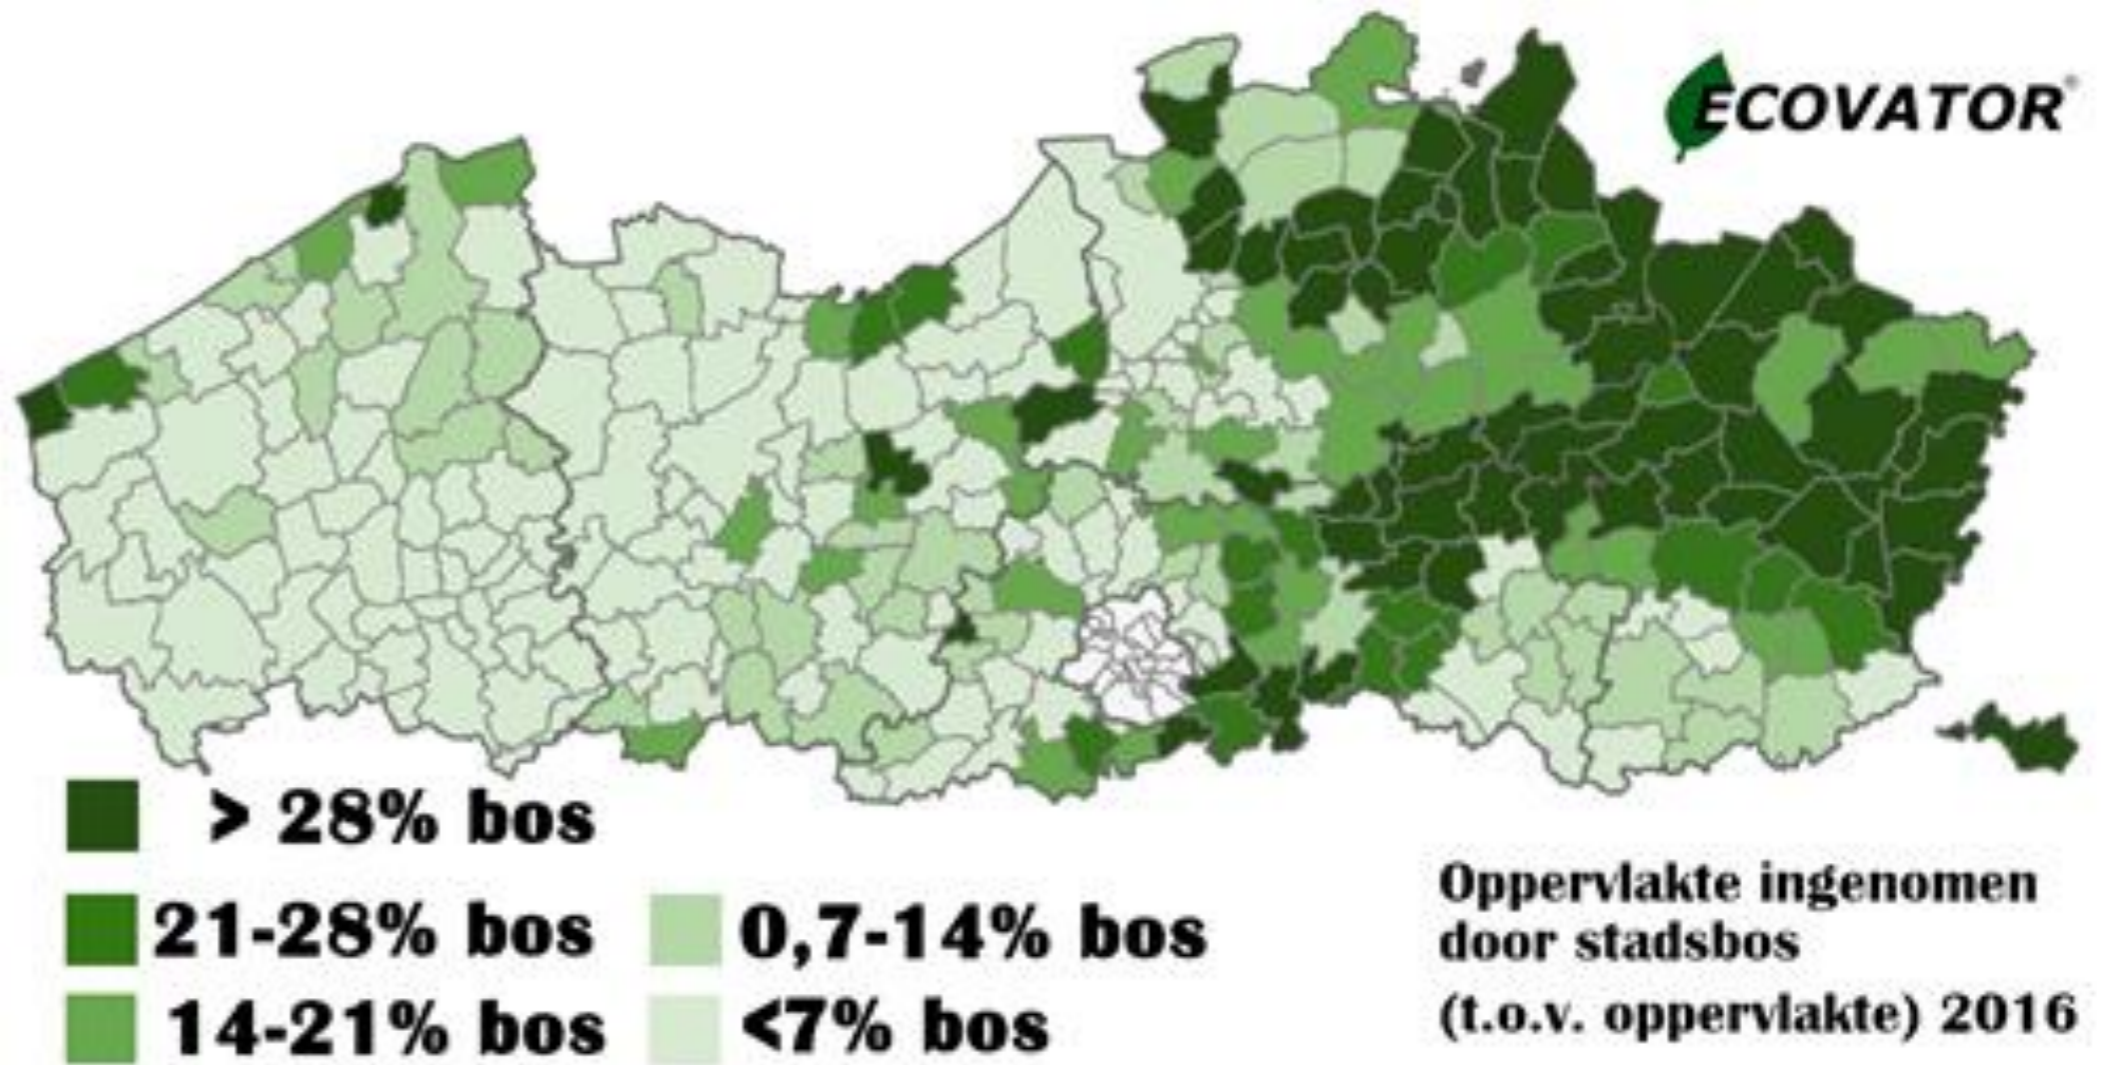 ECOVATOR®
> 28% bos
21-28% bos
14-21% bos
0,7-14% bos
<7% bos
Oppervlakte ingenomen
door stadsbos
(t.o.v. oppervlakte) 2016